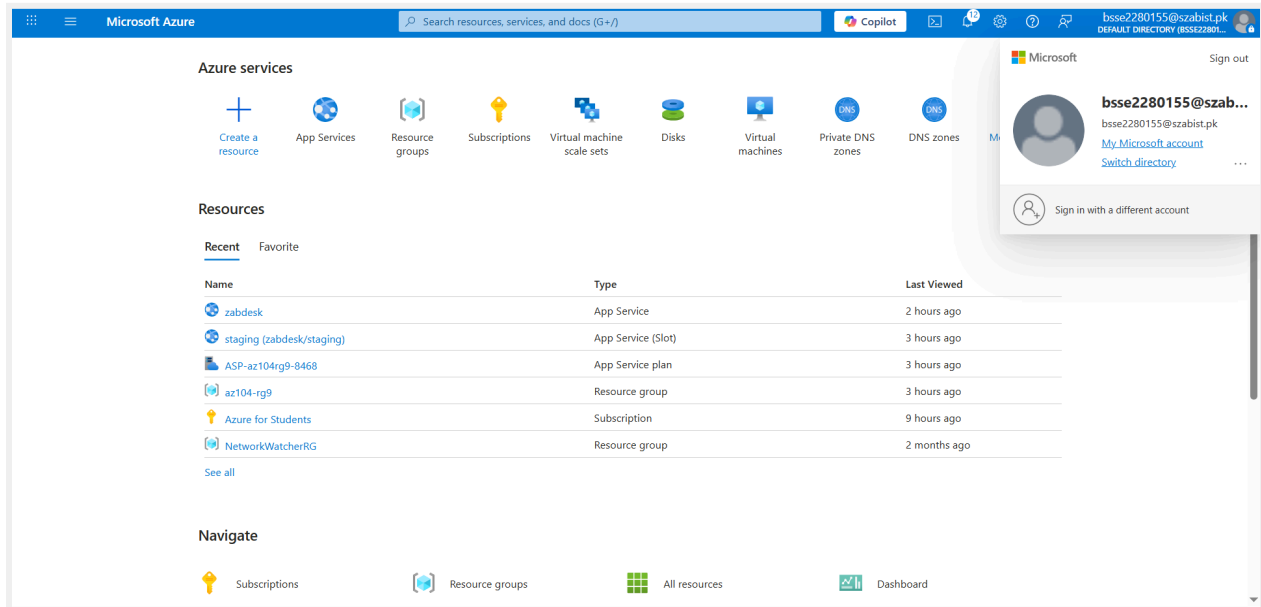 Microsoft Azure
Search resources, services, and docs (G+/)
Copilot
12
bsse2280155@szabist.pk
DEFAULT DIRECTORY (BSSE22801...
Microsoft
Sign out
bsse2280155@szab...
bsse2280155@szabist.pk
My Microsoft account
Switch directory
...
Sign in with a different account
Azure services
Create a resource
App Services
Resource groups
Subscriptions
Virtual machine scale sets
Disks
Virtual machines
DNS
Private DNS zones
DNS
DNS zones
Resources
Recent Favorite
Name Type Last Viewed
zabdesk App Service 2 hours ago
staging (zabdesk/staging) App Service (Slot) 3 hours ago
ASP-az104rg9-8468 App Service plan 3 hours ago
az104-rg9 Resource group 3 hours ago
Azure for Students Subscription 9 hours ago
NetworkWatcherRG Resource group 2 months ago
See all
Navigate
Subscriptions Resource groups All resources Dashboard